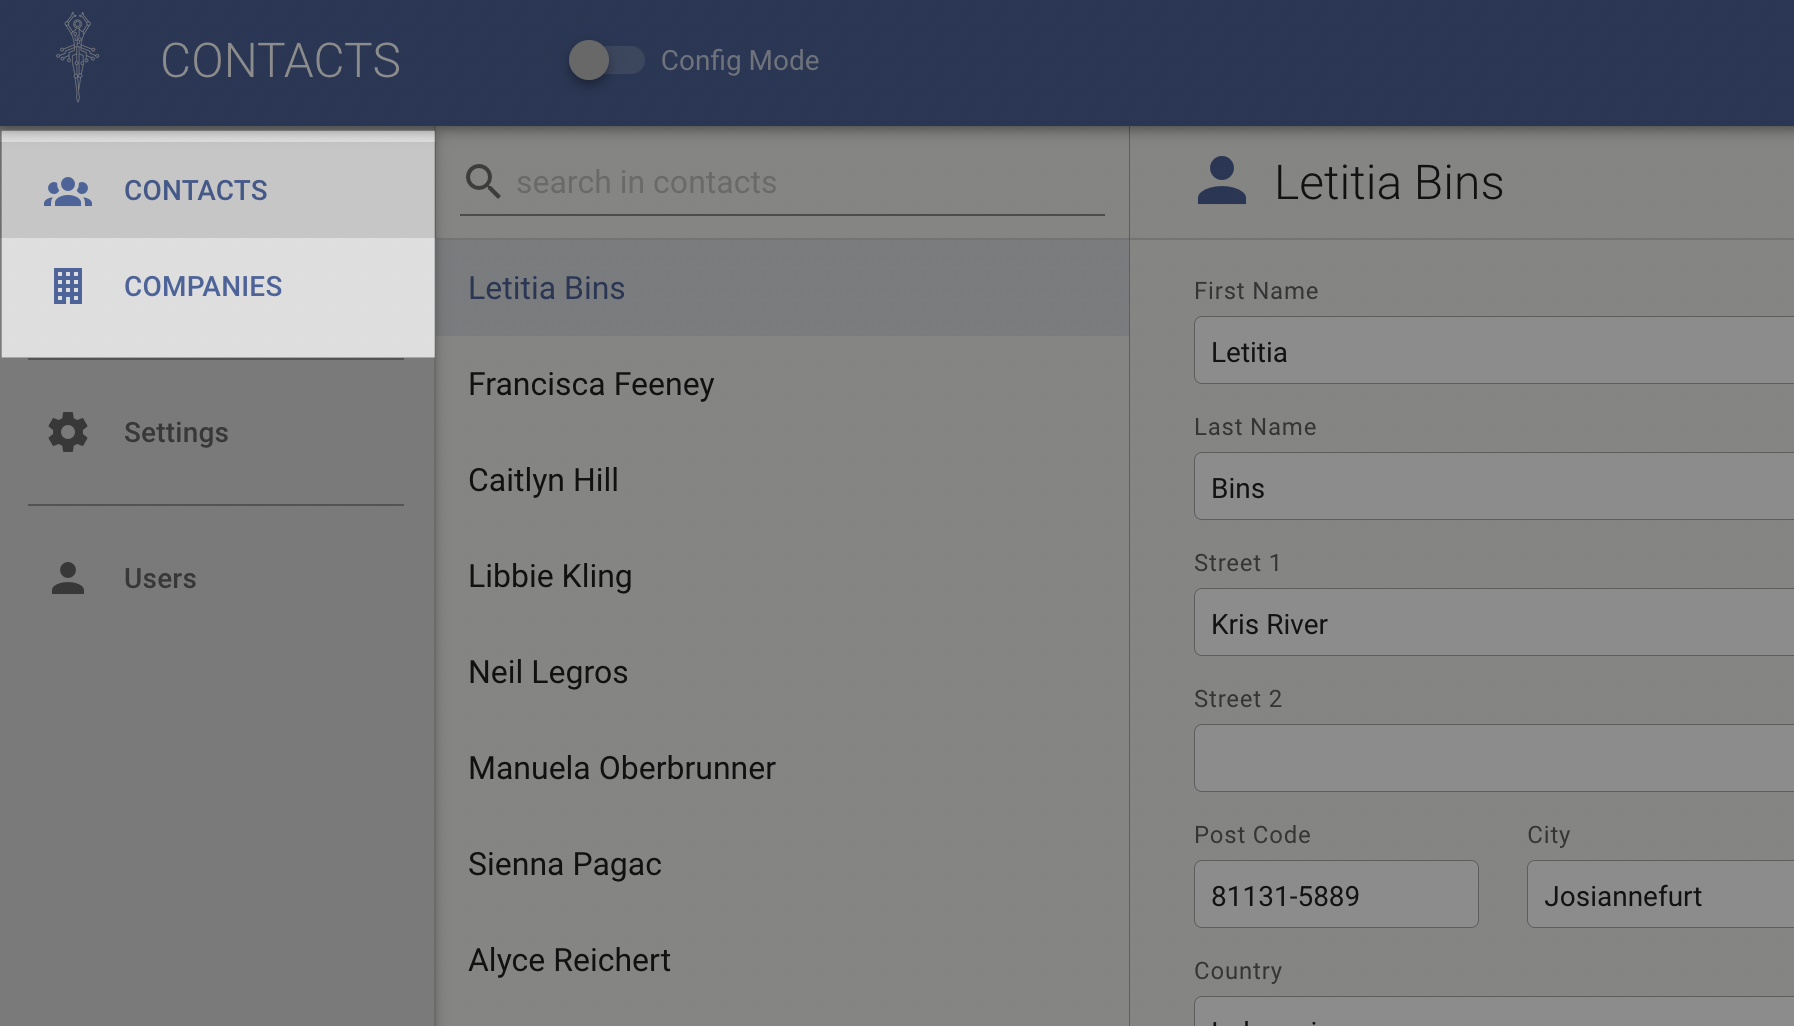 CONTACTS
Config Mode
CONTACTS
COMPANIES
Settings
Users
search in contacts
Letitia Bins
Francisca Feeney
Caitlyn Hill
Libbie Kling
Neil Legros
Manuela Oberbrunner
Sienna Pagac
Alyce Reichert
Letitia Bins
First Name
Letitia
Last Name
Bins
Street 1
Kris River
Street 2
Post Code City
81131-5889 Josiannefurt
Country